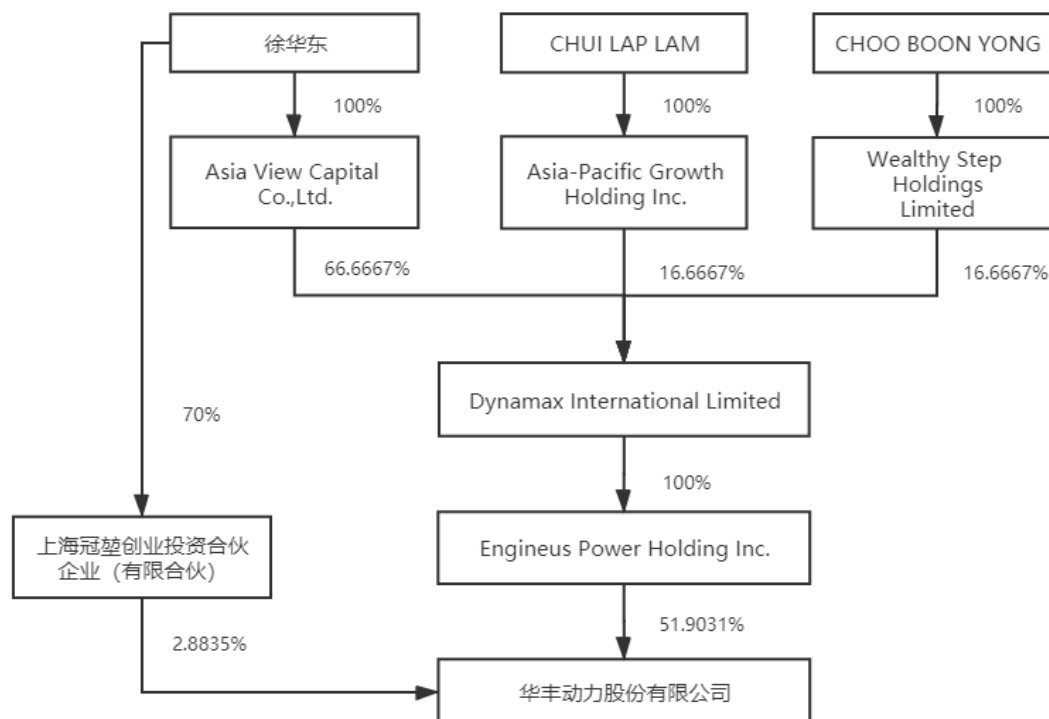 徐华东
CHUI LAP LAM
CHOO BOON YONG
100%
100%
100%
Asia View Capital
Co.,Ltd.
Asia-Pacific Growth
Holding Inc.
Wealthy Step
Holdings
Limited
66.6667%
16.6667%
16.6667%
Dynamax International Limited
70%
100%
上海冠堃创业投资合伙
企业（有限合伙）
Engineus Power Holding Inc.
2.8835%
51.9031%
华丰动力股份有限公司